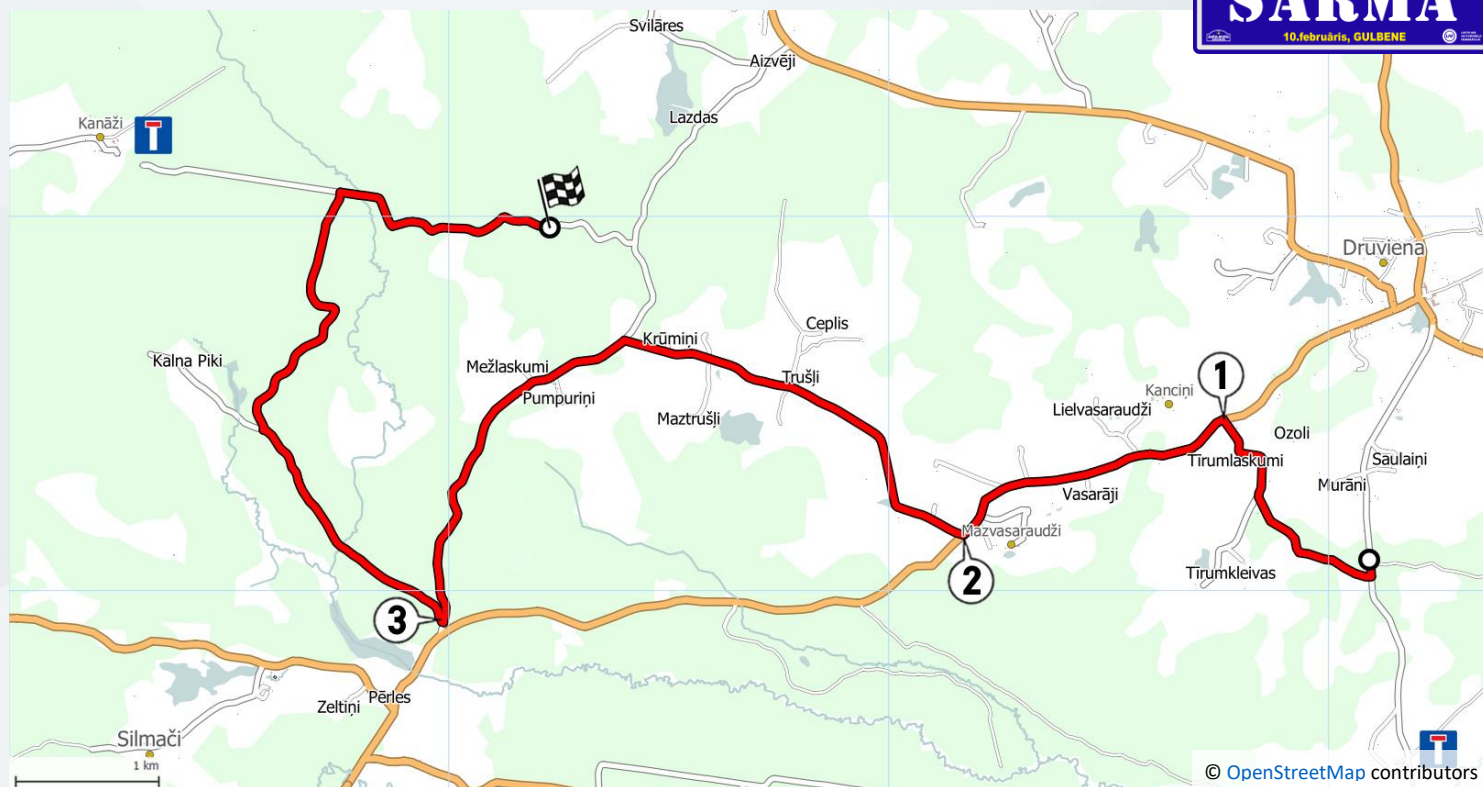 SARMA
10.februāris, GULBENE
Svilāres
Aizvēji
Lazdas
Kanāži
Druviena
Ceplis
Krūmiņi
Kalna Piki
Mežlaskumi
Trušļi
1
Kanciņi
Pumpuriņi
Lielvasaraudži
Maztrušļi
Ozoli
Tīrumlaskumi
Saulaiņi
Murāni
Vasarāji
Mazvasaraudži
Tīrumkleivas
2
3
Zeltiņi
Pērles
Silmači
1 km
© OpenStreetMap contributors